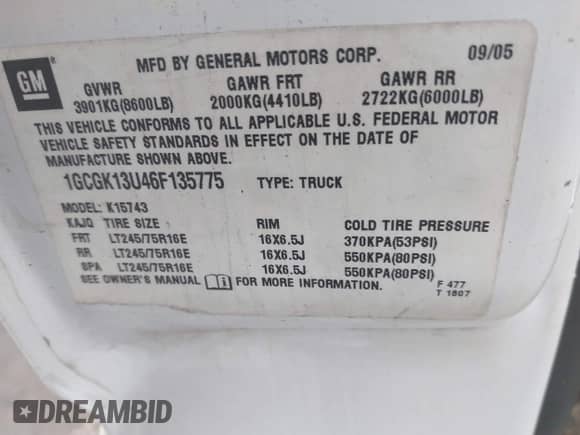 GM
MFD BY GENERAL MOTORS CORP. 09/05
GVWR GAWR FRT GAWR RR
3901KG(8600LB) 2000KG(4410LB) 2722KG(6000LB)
THIS VEHICLE CONFORMS TO ALL APPLICABLE U.S. FEDERAL MOTOR
VEHICLE SAFETY STANDARDS IN EFFECT ON THE DATE OF
MANUFACTURE SHOWN ABOVE.
1GCGK13U46F135775 TYPE: TRUCK
MODEL: K15743
KAJQ TIRE SIZE RIM COLD TIRE PRESSURE
FRT LT245/75R16E 16X6.5J 370KPA(53PSI)
RR LT245/75R16E 16X6.5J 550KPA(80PSI)
SPA LT245/75R16E 16X6.5J 550KPA(80PSI)
SEE OWNER'S MANUAL FOR MORE INFORMATION.
F 477
T 1607
DREAMBID